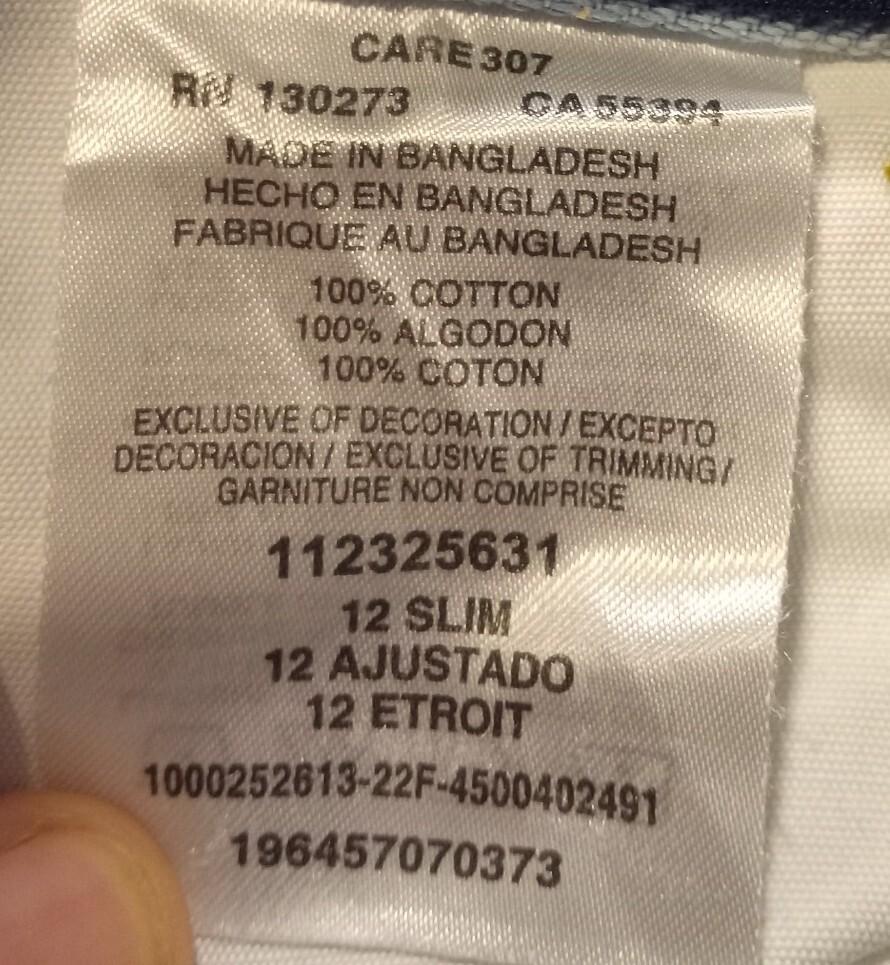 CARE 307
RN 130273 CA 55394
MADE IN BANGLADESH
HECHO EN BANGLADESH
FABRIQUE AU BANGLADESH
100% COTTON
100% ALGODON
100% COTON
EXCLUSIVE OF DECORATION / EXCEPTO
DECORACION / EXCLUSIVE OF TRIMMING/
GARNITURE NON COMPRISE
112325631
12 SLIM
12 AJUSTADO
12 ETROIT
1000252613-22F-4500402491
196457070373